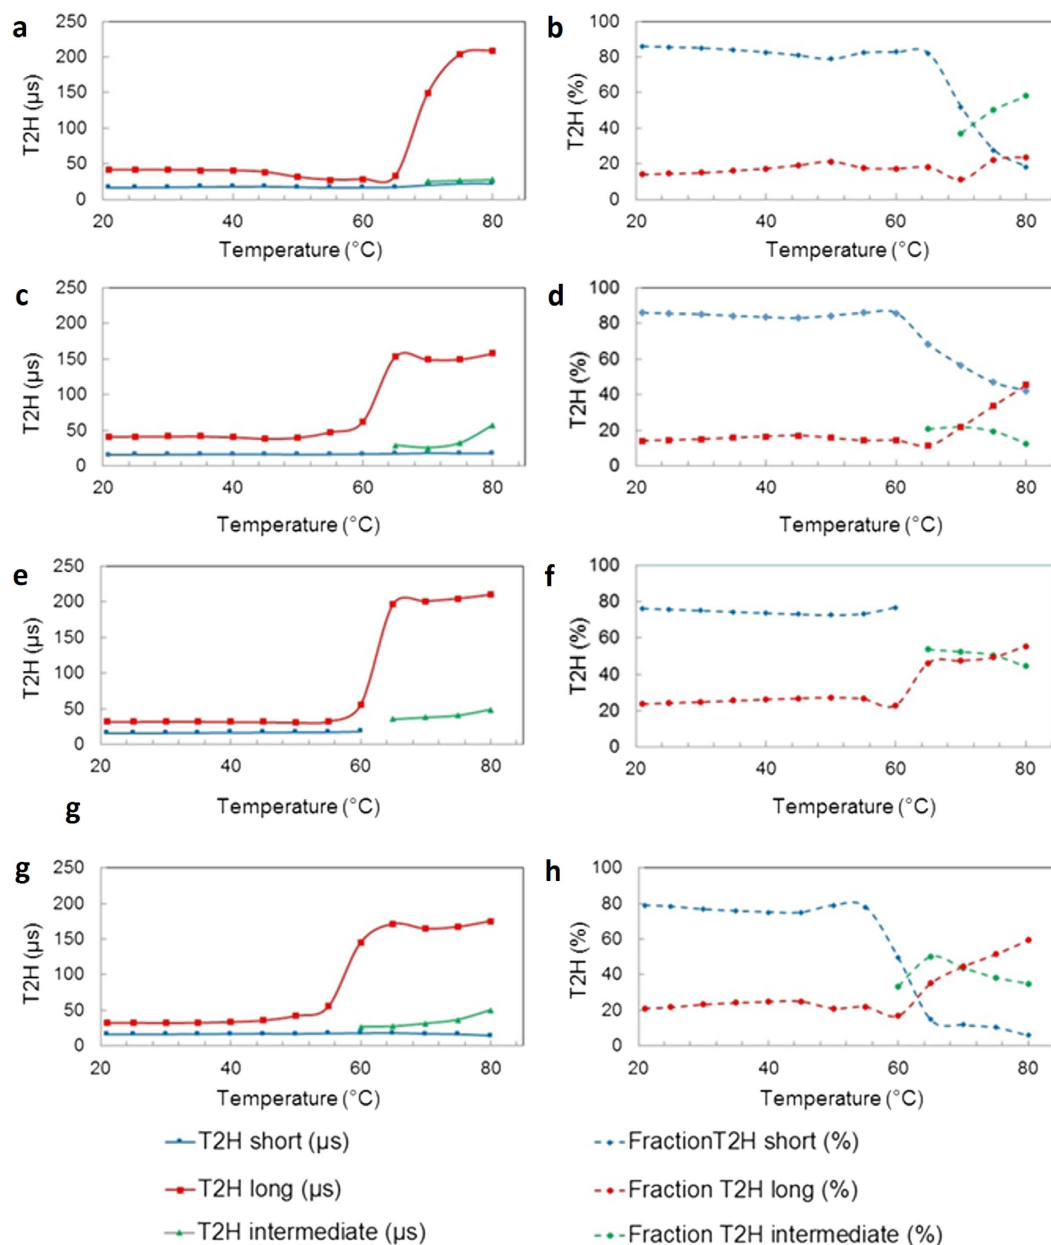 a
250
200
150
100
50
0
T2H (µs)
20 40 60 80
Temperature (°C)
b
100
80
60
40
20
0
T2H (%)
20 40 60 80
Temperature (°C)
c
250
200
150
100
50
0
T2H (µs)
20 40 60 80
Temperature (°C)
d
100
80
60
40
20
0
T2H (%)
20 40 60 80
Temperature (°C)
e
250
200
150
100
50
0
T2H (µs)
20 40 60 80
Temperature (°C)
f
100
80
60
40
20
0
T2H (%)
20 40 60 80
Temperature (°C)
g
g
250
200
150
100
50
0
T2H (µs)
20 40 60 80
Temperature (°C)
h
100
80
60
40
20
0
T2H (%)
20 40 60 80
Temperature (°C)
T2H short (µs)
T2H long (µs)
T2H intermediate (µs)
FractionT2H short (%)
Fraction T2H long (%)
Fraction T2H intermediate (%)